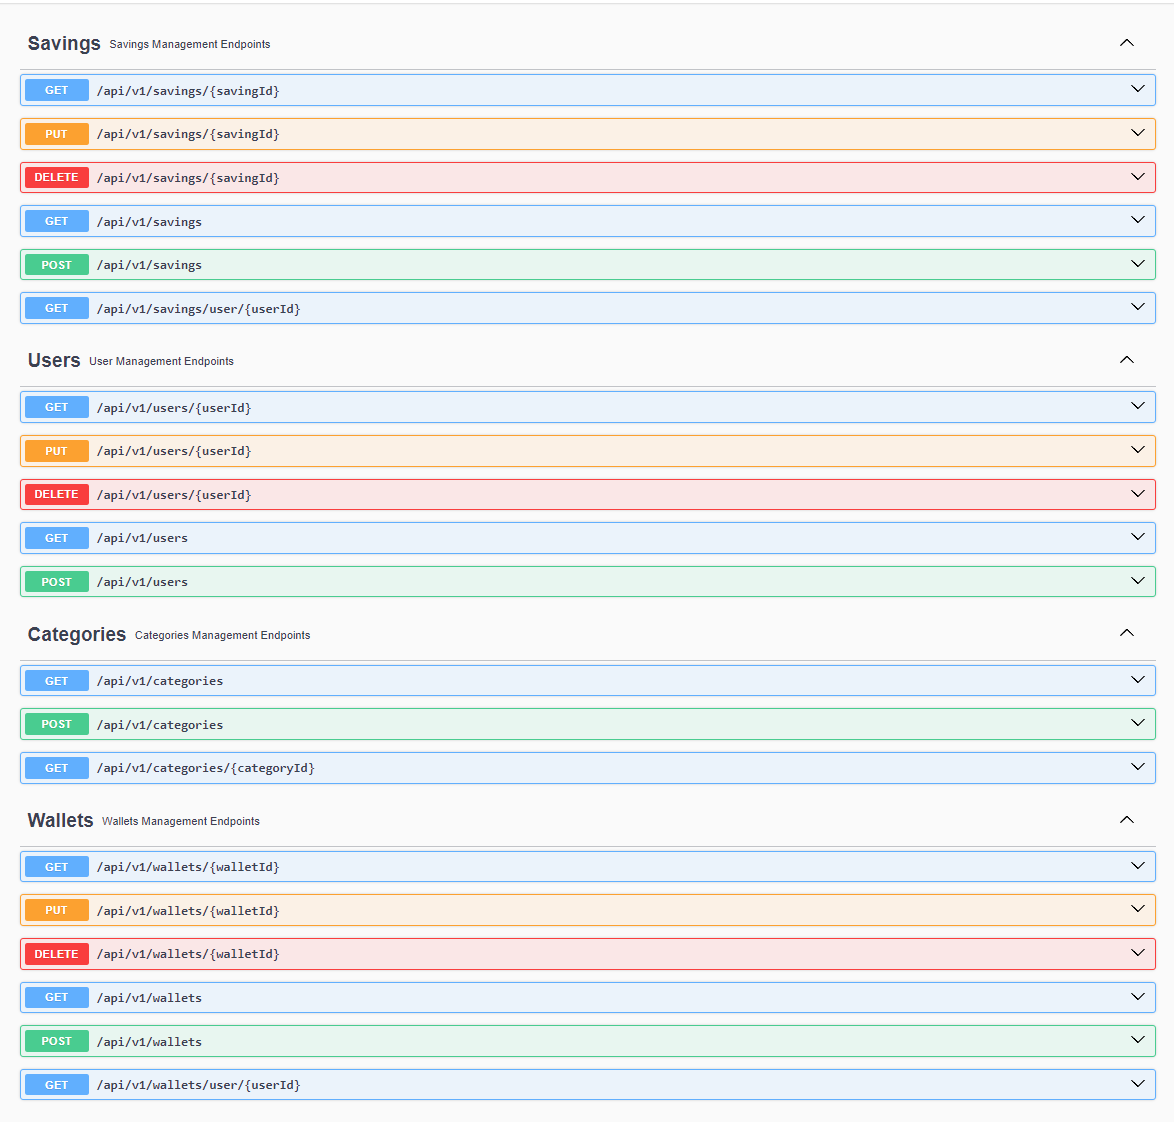 Savings Savings Management Endpoints
GET /api/v1/savings/{savingId}
PUT /api/v1/savings/{savingId}
DELETE /api/v1/savings/{savingId}
GET /api/v1/savings
POST /api/v1/savings
GET /api/v1/savings/user/{userId}
Users User Management Endpoints
GET /api/v1/users/{userId}
PUT /api/v1/users/{userId}
DELETE /api/v1/users/{userId}
GET /api/v1/users
POST /api/v1/users
Categories Categories Management Endpoints
GET /api/v1/categories
POST /api/v1/categories
GET /api/v1/categories/{categoryId}
Wallets Wallets Management Endpoints
GET /api/v1/wallets/{walletId}
PUT /api/v1/wallets/{walletId}
DELETE /api/v1/wallets/{walletId}
GET /api/v1/wallets
POST /api/v1/wallets
GET /api/v1/wallets/user/{userId}